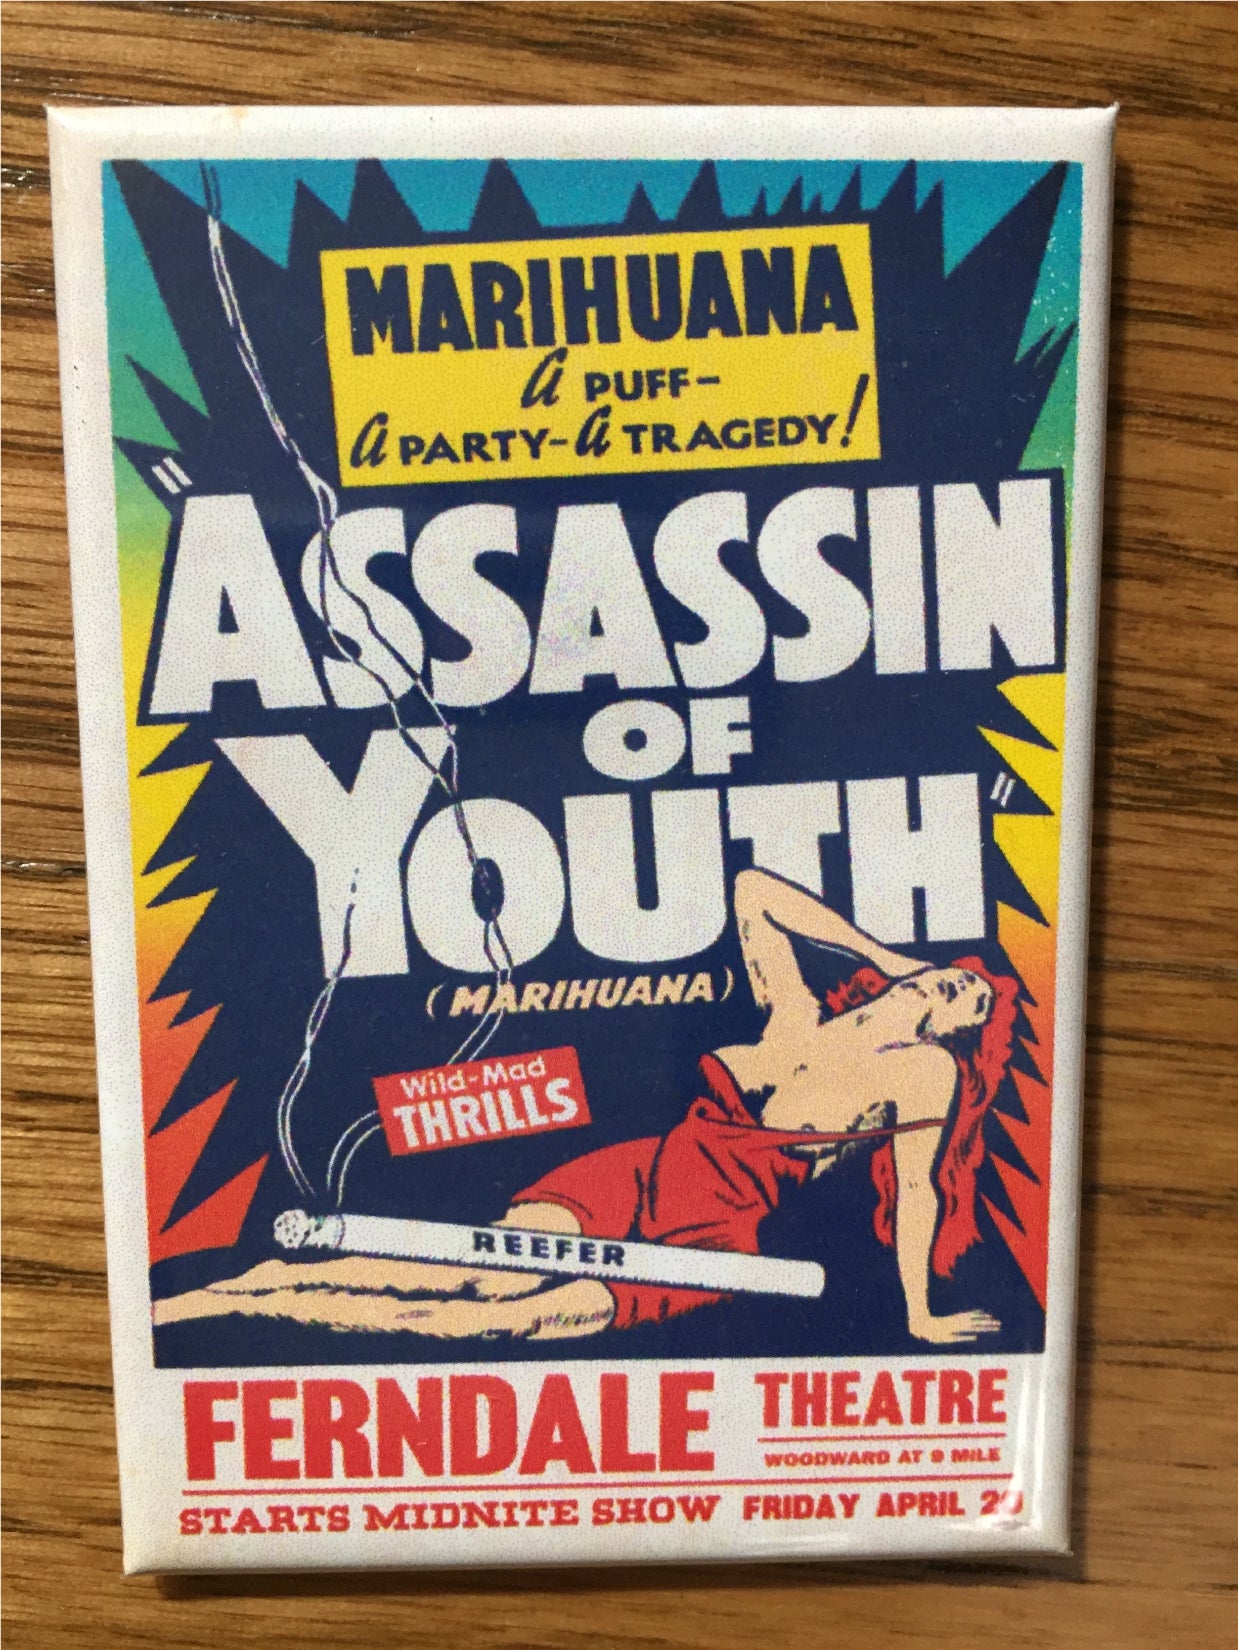 MARIHUANA
A PUFF-
A PARTY-A TRAGEDY!
"ASSASSIN
OF
YOUTH"
(MARIHUANA)
Wild-Mad
THRILLS
REEFER
FERNDALE THEATRE
WOODWARD AT 9 MILE
STARTS MIDNITE SHOW FRIDAY APRIL 20